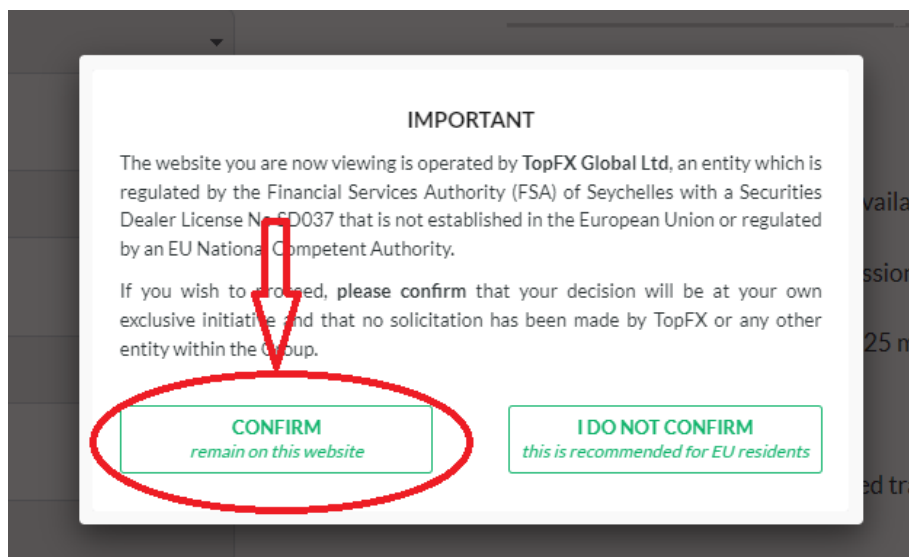 IMPORTANT
The website you are now viewing is operated by TopFX Global Ltd, an entity which is
regulated by the Financial Services Authority (FSA) of Seychelles with a Securities
Dealer License No SD037 that is not established in the European Union or regulated
by an EU National Competent Authority.
If you wish to proceed, please confirm that your decision will be at your own
exclusive initiative and that no solicitation has been made by TopFX or any other
entity within the Group.
CONFIRM
remain on this website
I DO NOT CONFIRM
this is recommended for EU residents